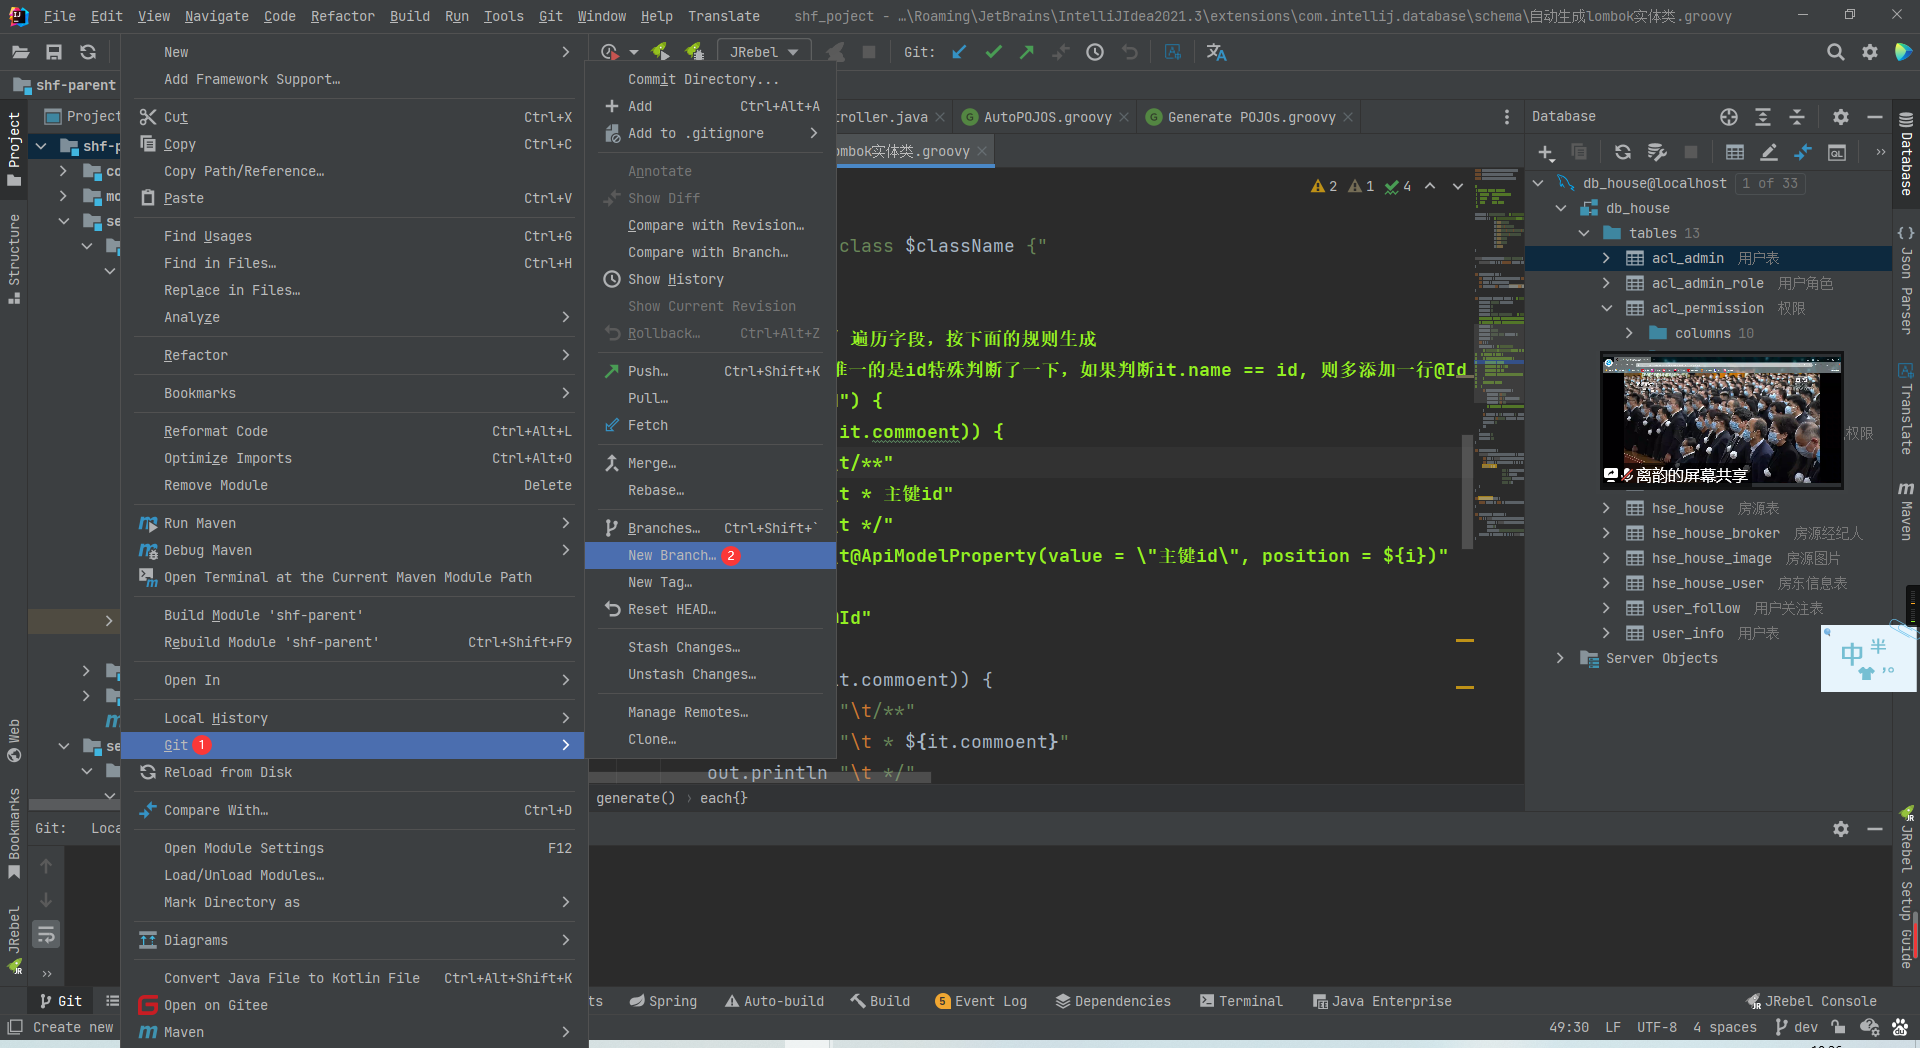 File Edit View Navigate Code Refactor Build Run Tools Git Window Help Translate shf_poject - ...\Roaming\JetBrains\IntelliJIdea2021.3\extensions\com.intellij.database\schema\自动生成lombok实体类.groovy
JRebel Git:
shf-parent
Project
troller.java AutoPOJOS.groovy Generate POJOs.groovy
ombok实体类.groovy
New
Add Framework Support...
Cut Ctrl+X
Copy Ctrl+C
Copy Path/Reference...
Paste Ctrl+V
Find Usages Ctrl+G
Find in Files... Ctrl+H
Replace in Files...
Analyze
Refactor
Bookmarks
Reformat Code Ctrl+Alt+L
Optimize Imports Ctrl+Alt+O
Remove Module Delete
Run Maven
Debug Maven
Open Terminal at the Current Maven Module Path
Build Module 'shf-parent'
Rebuild Module 'shf-parent' Ctrl+Shift+F9
Open In
Local History
Git 1
Reload from Disk
Compare With... Ctrl+D
Open Module Settings F12
Load/Unload Modules...
Mark Directory as
Diagrams
Convert Java File to Kotlin File Ctrl+Alt+Shift+K
Open on Gitee
Maven
Commit Directory...
Add Ctrl+Alt+A
Add to .gitignore
Annotate
Show Diff
Compare with Revision...
Compare with Branch...
Show History
Show Current Revision
Rollback... Ctrl+Alt+Z
Push... Ctrl+Shift+K
Pull...
Fetch
Merge...
Rebase...
Branches... Ctrl+Shift+`
New Branch... 2
New Tag...
Reset HEAD...
Stash Changes...
Unstash Changes...
Manage Remotes...
Clone...
2 1 4
class $className {"
遍历字段，按下面的规则生成
唯一的是id特殊判断了一下，如果判断it.name == id, 则多添加一行@Id
") {
it.commoent)) {
t/**"
t * 主键id"
t */"
t@ApiModelProperty(value = \"主键id\", position = ${i})"
@Id"
t.commoent)) {
"\t/**"
"\t * ${it.commoent}"
out.println "\t */"
generate() › each{}
Database
db_house@localhost 1 of 33
db_house
tables 13
acl_admin 用户表
acl_admin_role 用户角色
acl_permission 权限
columns 10
权限
离韵的屏幕共享
hse_house 房源表
hse_house_broker 房源经纪人
hse_house_image 房源图片
hse_house_user 房东信息表
user_follow 用户关注表
user_info 用户表
Server Objects
中 半
Project
Structure
Web
Bookmarks
JRebel
Database
Json Parser
Translate
Maven
JRebel Setup Guide
shf-p
co
mo
se
se
Git: Loca
Git ts Spring Auto-build Build 5 Event Log Dependencies Terminal Java Enterprise JRebel Console
Create new 49:30 LF UTF-8 4 spaces dev